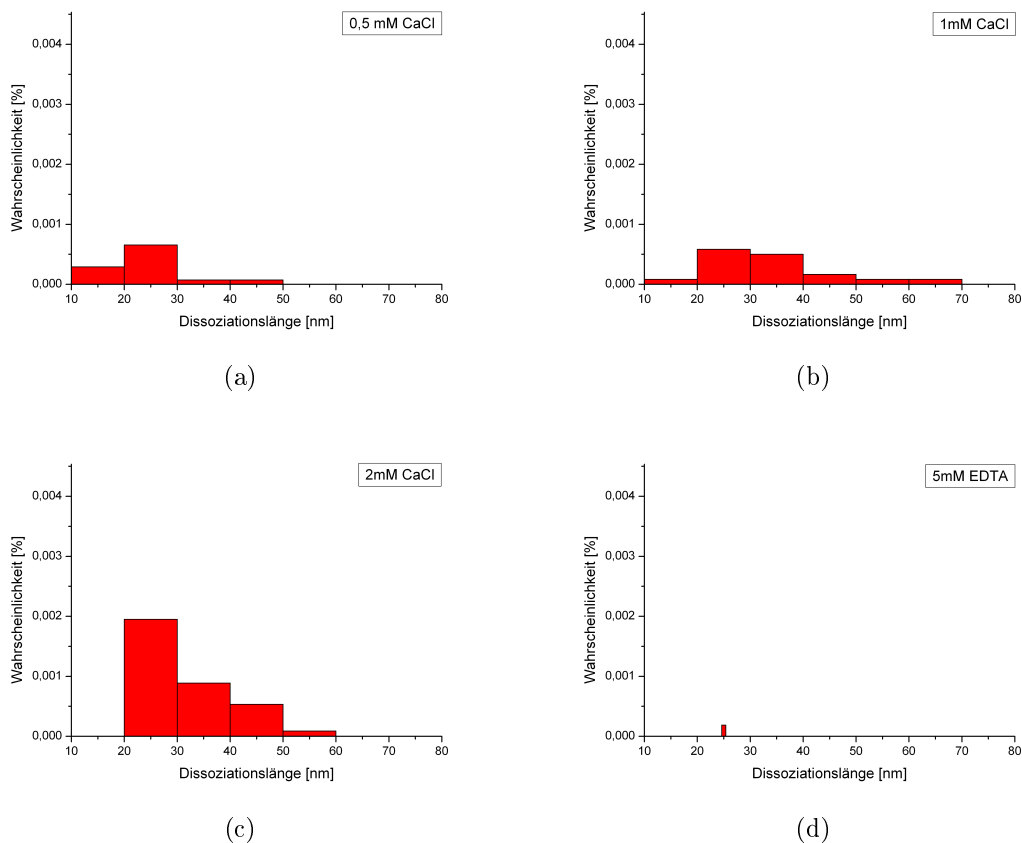 0,5 mM CaCl
Wahrscheinlichkeit [%]
0,004
0,003
0,002
0,001
0,000
10 20 30 40 50 60 70 80
Dissoziationslänge [nm]
(a)
1mM CaCl
Wahrscheinlichkeit [%]
0,004
0,003
0,002
0,001
0,000
10 20 30 40 50 60 70 80
Dissoziationslänge [nm]
(b)
2mM CaCl
Wahrscheinlichkeit [%]
0,004
0,003
0,002
0,001
0,000
10 20 30 40 50 60 70 80
Dissoziationslänge [nm]
(c)
5mM EDTA
Wahrscheinlichkeit [%]
0,004
0,003
0,002
0,001
0,000
10 20 30 40 50 60 70 80
Dissoziationslänge [nm]
(d)